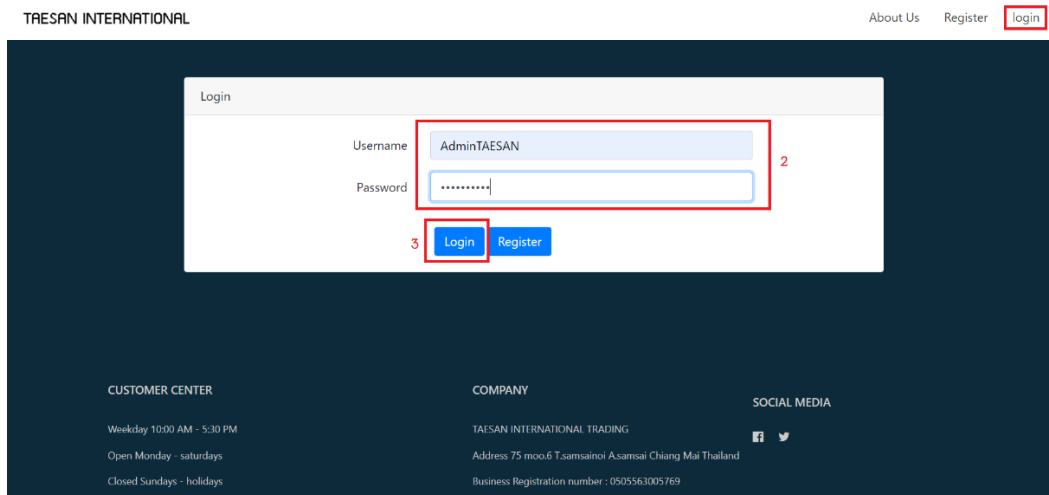 TAESAN INTERNATIONAL
About Us Register login
Login
Username AdminTAESAN
2
Password ••••••••••
3 Login Register
CUSTOMER CENTER
Weekday 10:00 AM - 5:30 PM
Open Monday - saturdays
Closed Sundays - holidays
COMPANY
TAESAN INTERNATIONAL TRADING
Address 75 moo.6 T.samsainoi A.samsai Chiang Mai Thailand
Business Registration number : 0505563005769
SOCIAL MEDIA